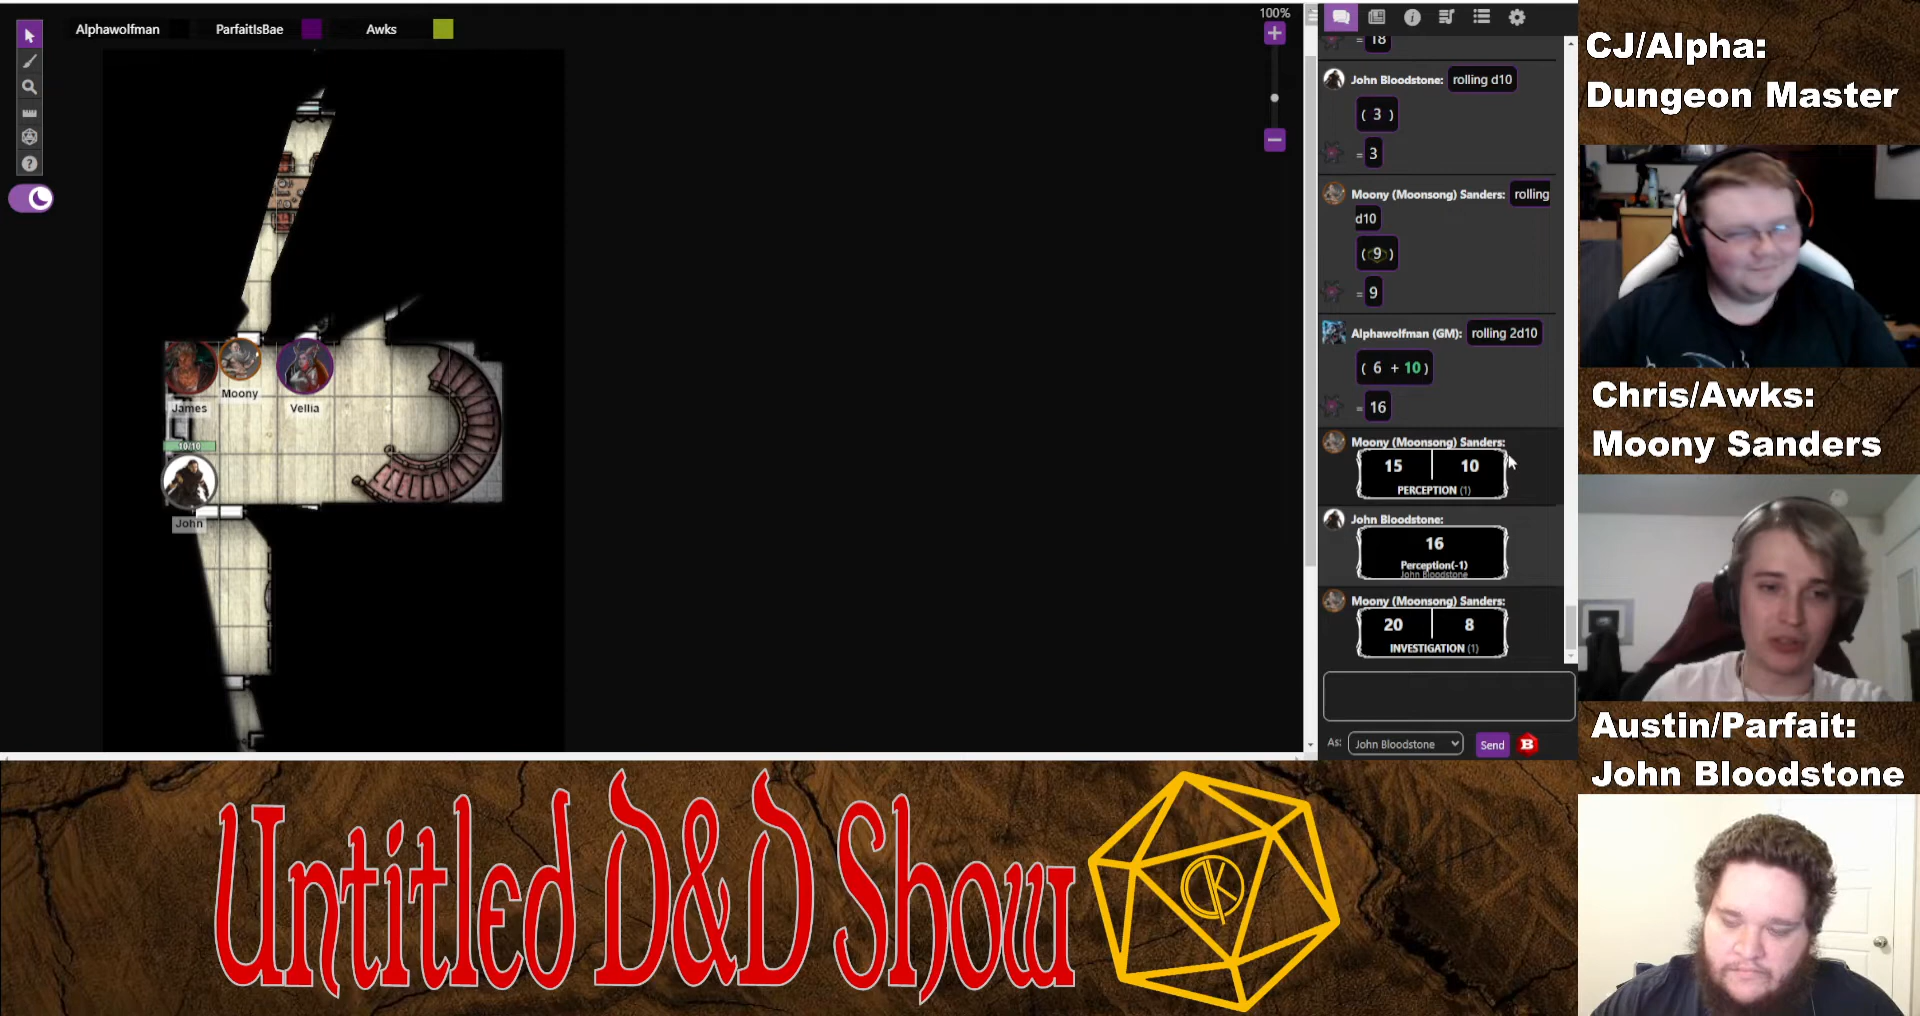 Alphawolfman
ParfaitIsBae
Awks
100%
James
Moony
Vellia
10/10
John
= 18
John Bloodstone: rolling d10
( 3 )
= 3
Moony (Moonsong) Sanders: rolling
d10
( 9 )
= 9
Alphawolfman (GM): rolling 2d10
( 6 + 10 )
= 16
Moony (Moonsong) Sanders:
15 10
PERCEPTION (1)
John Bloodstone:
16
Perception(-1)
John Bloodstone
Moony (Moonsong) Sanders:
20 8
INVESTIGATION (1)
As: John Bloodstone Send B
CJ/Alpha:
Dungeon Master
Chris/Awks:
Moony Sanders
Austin/Parfait:
John Bloodstone
Untitled D&D Show